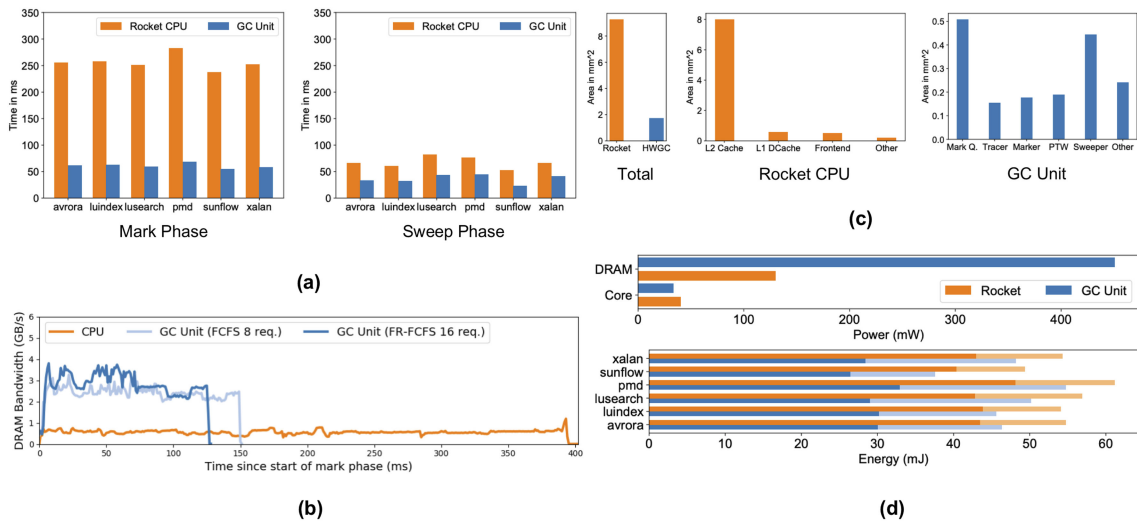 350
300
250
200
150
100
50
0
Time in ms
Rocket CPU GC Unit
avrora luindex lusearch pmd sunflow xalan
Mark Phase
350
300
250
200
150
100
50
0
Time in ms
Rocket CPU GC Unit
avrora luindex lusearch pmd sunflow xalan
Sweep Phase
(a)
6
5
4
3
2
1
0
DRAM Bandwidth (GB/s)
CPU GC Unit (FCFS 8 req.) GC Unit (FR-FCFS 16 req.)
0 50 100 150 200 250 300 350 400
Time since start of mark phase (ms)
(b)
8
6
4
2
0
Area in mm^2
Rocket HWGC
Total
8
6
4
2
0
Area in mm^2
L2 Cache L1 DCache Frontend Other
Rocket CPU
0.5
0.4
0.3
0.2
0.1
0.0
Area in mm^2
Mark Q. Tracer Marker PTW Sweeper Other
GC Unit
(c)
DRAM
Core
Rocket GC Unit
0 100 200 300 400
Power (mW)
xalan
sunflow
pmd
lusearch
luindex
avrora
0 10 20 30 40 50 60
Energy (mJ)
(d)